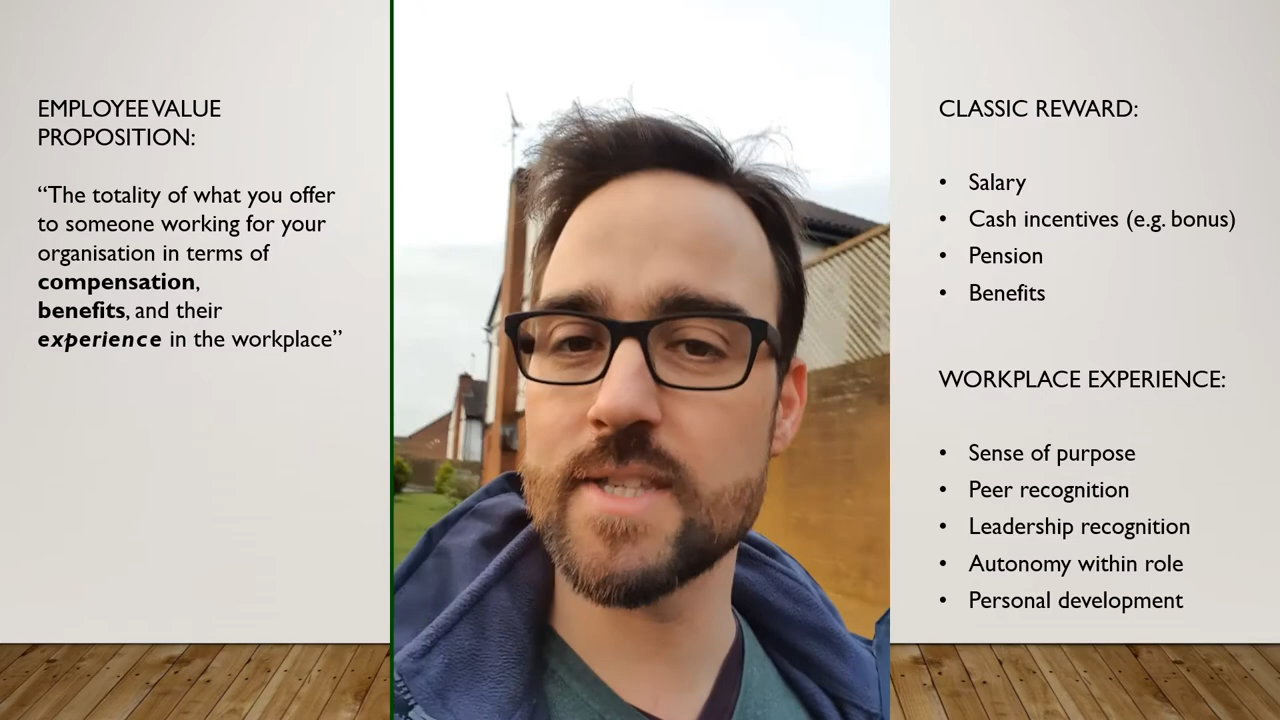 EMPLOYEE VALUE
PROPOSITION:
“The totality of what you offer
to someone working for your
organisation in terms of
compensation,
benefits, and their
experience in the workplace”
CLASSIC REWARD:
• Salary
• Cash incentives (e.g. bonus)
• Pension
• Benefits
WORKPLACE EXPERIENCE:
• Sense of purpose
• Peer recognition
• Leadership recognition
• Autonomy within role
• Personal development